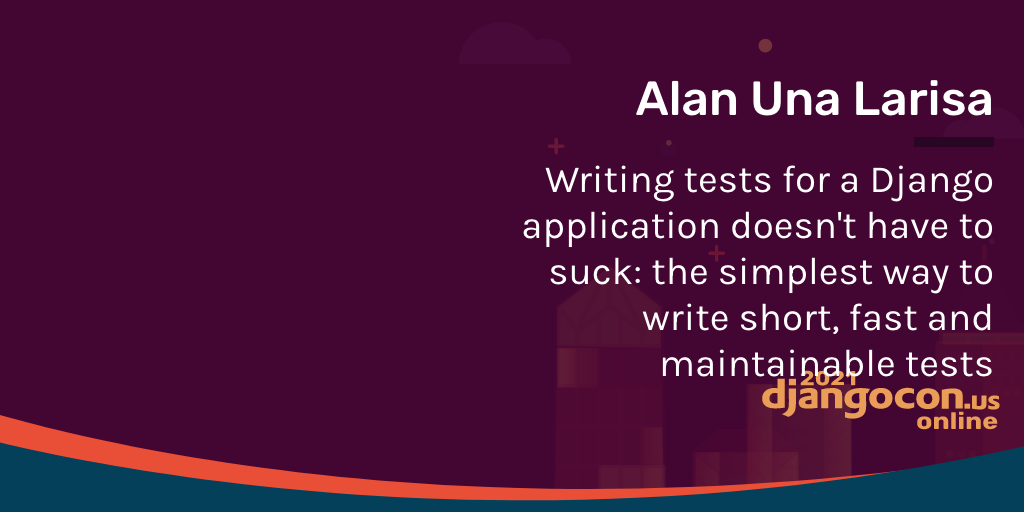 Alan Una Larisa
Writing tests for a Django
application doesn't have to
suck: the simplest way to
write short, fast and
maintainable tests
2021
djangocon.us
online